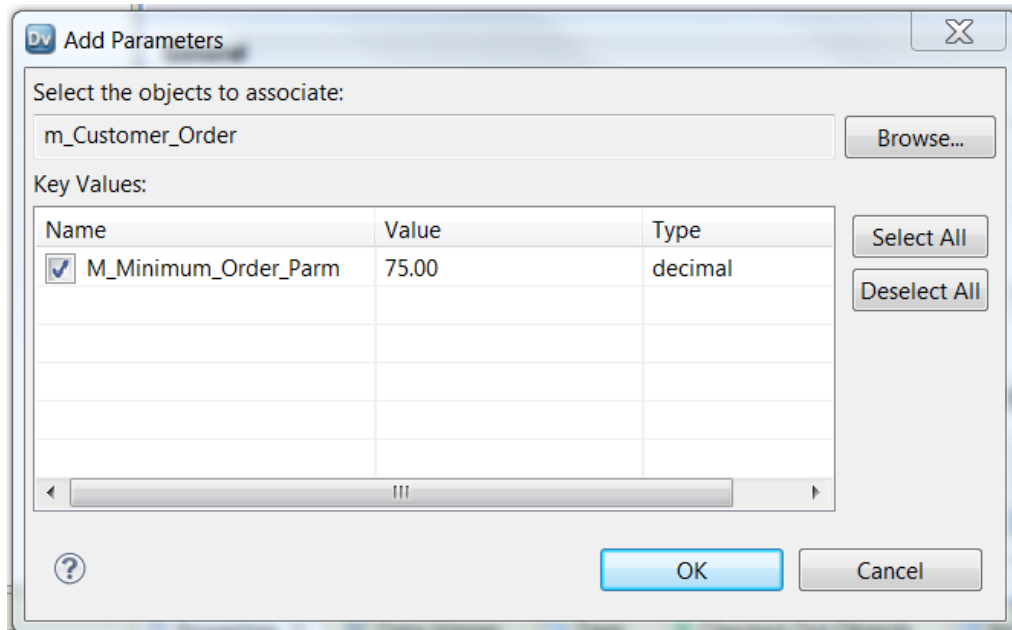 Dv Add Parameters
Select the objects to associate:
m_Customer_Order
Browse...
Key Values:
Name Value Type
Select All
M_Minimum_Order_Parm 75.00 decimal
Deselect All
OK Cancel